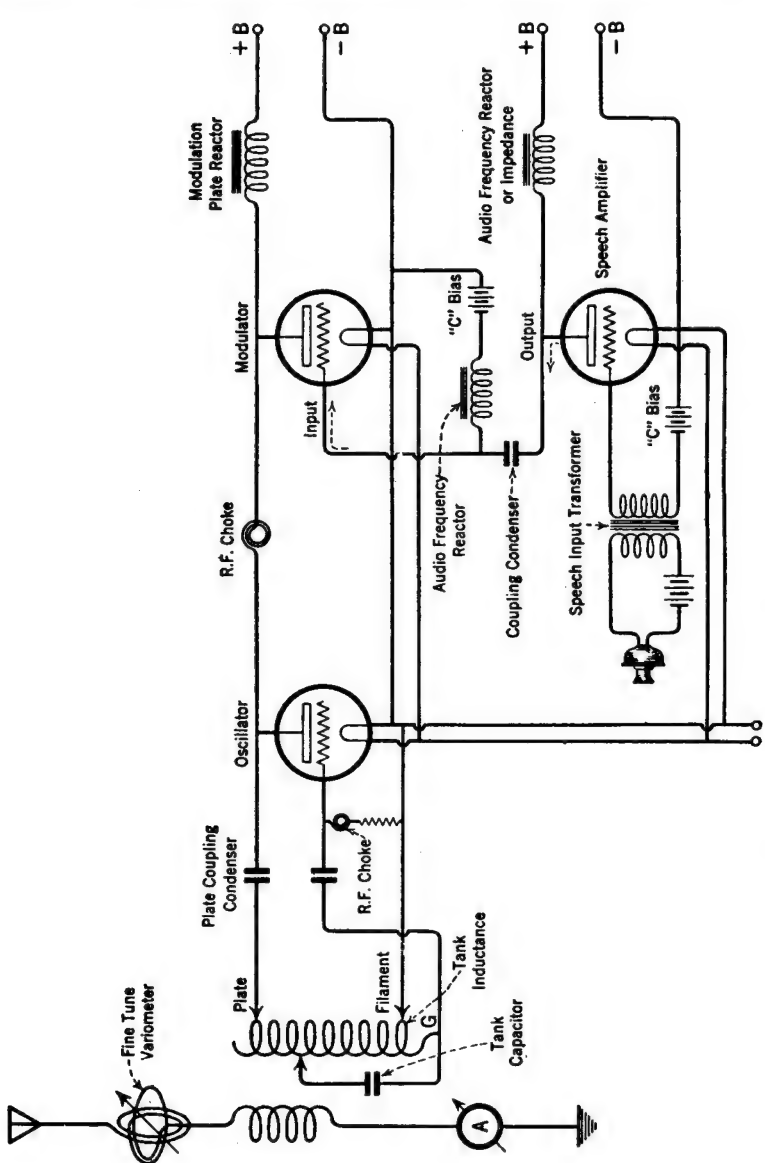 + B
− B
+ B
− B
Modulation
Plate Reactor
Audio Frequency Reactor
or Impedance
Modulator
"C" Bias
Speech Amplifier
Input
Output
Audio Frequency
Reactor
"C" Bias
R.F. Choke
Coupling Condenser
Speech Input Transformer
Oscillator
Plate Coupling
Condenser
R.F. Choke
Plate
Filament
Tank
Inductance
G
Tank
Capacitor
Fine Tune
Variometer
A